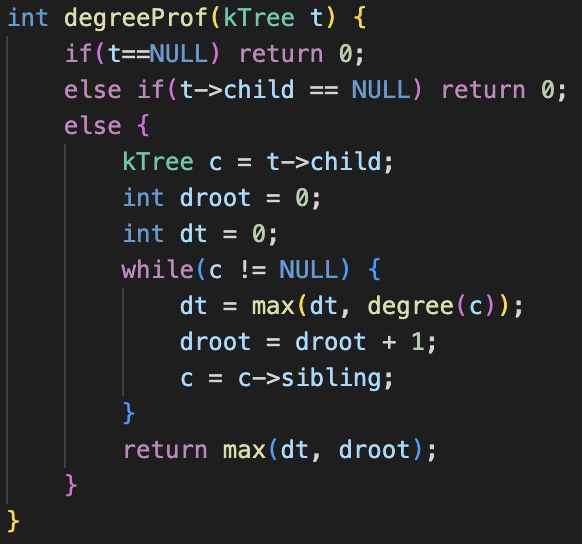 int degreeProf(kTree t) {
    if(t==NULL) return 0;
    else if(t->child == NULL) return 0;
    else {
        kTree c = t->child;
        int droot = 0;
        int dt = 0;
        while(c != NULL) {
            dt = max(dt, degree(c));
            droot = droot + 1;
            c = c->sibling;
        }
        return max(dt, droot);
    }
}